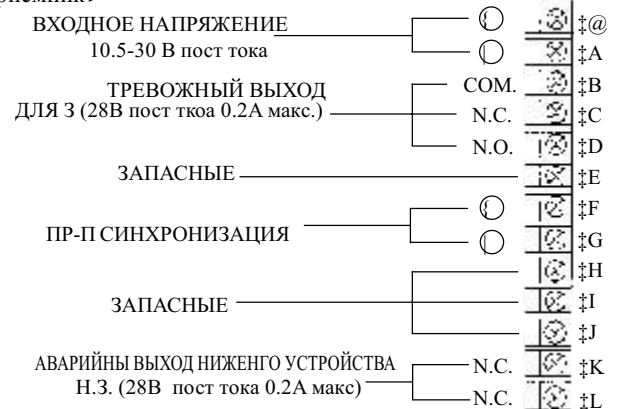 ВХОДНОЕ НАПРЯЖЕНИЕ
10.5-30 В пост тока
ТРЕВОЖНЫЙ ВЫХОД
ДЛЯ З (28В пост ткоа 0.2А макс.)
COM.
N.C.
N.O.
ЗАПАСНЫЕ
ПР-П СИНХРОНИЗАЦИЯ
ЗАПАСНЫЕ
АВАРИЙНЫ ВЫХОД НИЖЕНГО УСТРОЙСТВА
Н.З. (28В пост тока 0.2А макс)
N.C.
N.C.
‡@
‡A
‡B
‡C
‡D
‡E
‡F
‡G
‡H
‡I
‡J
‡K
‡L